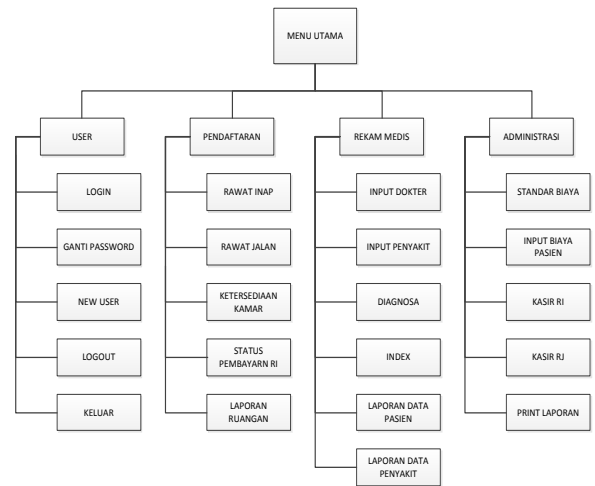 MENU UTAMA
USER
PENDAFTARAN
REKAM MEDIS
ADMINISTRASI
LOGIN
RAWAT INAP
INPUT DOKTER
STANDAR BIAYA
GANTI PASSWORD
RAWAT JALAN
INPUT PENYAKIT
INPUT BIAYA
PASIEN
NEW USER
KETERSEDIAAN
KAMAR
DIAGNOSA
KASIR RI
LOGOUT
STATUS
PEMBAYARN RI
INDEX
KASIR RJ
KELUAR
LAPORAN
RUANGAN
LAPORAN DATA
PASIEN
PRINT LAPORAN
LAPORAN DATA
PENYAKIT